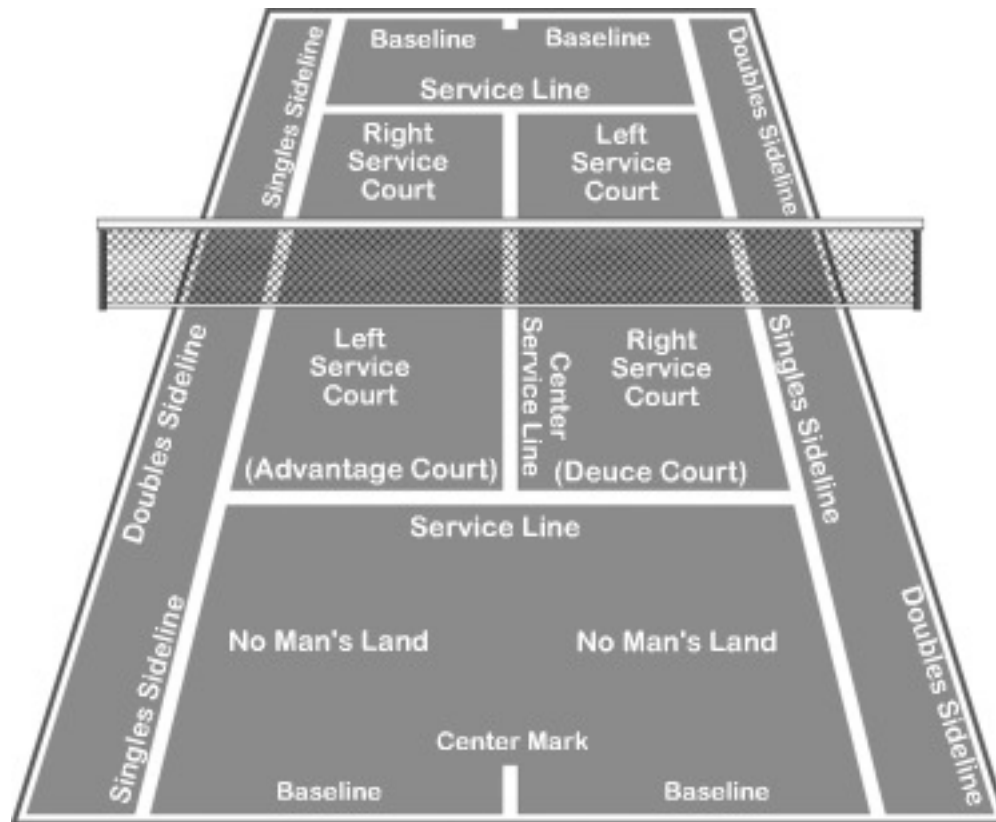 Baseline Baseline
Service Line
Singles Sideline
Doubles Sideline
Right
Service
Court
Left
Service
Court
Doubles Sideline
Left
Service
Court
(Advantage Court)
Center
Service Line
Right
Service
Court
(Deuce Court)
Singles Sideline
Service Line
Singles Sideline
No Man's Land No Man's Land
Doubles Sideline
Center Mark
Baseline Baseline